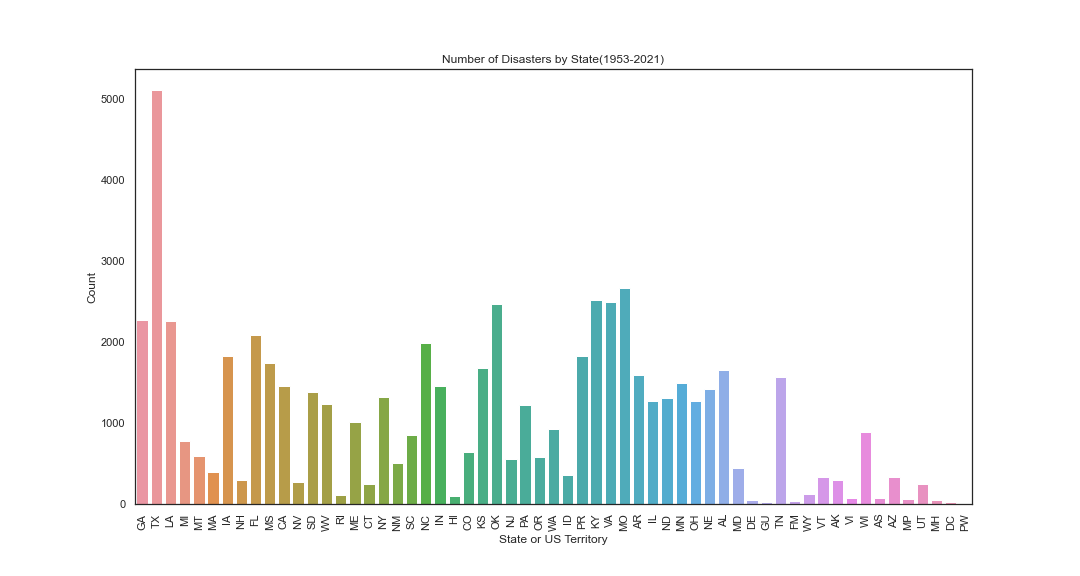 Number of Disasters by State(1953-2021)
5000
4000
3000
2000
1000
0
Count
GA TX LA MI MT MA IA NH FL MS CA NV SD WV RI ME CT NY NM SC NC IN HI CO KS OK NJ PA OR WA ID PR KY VA MO AR IL ND MN OH NE AL MD DE GU TN FM WY VT AK VI WI AS AZ MP UT MH DC PW
State or US Territory